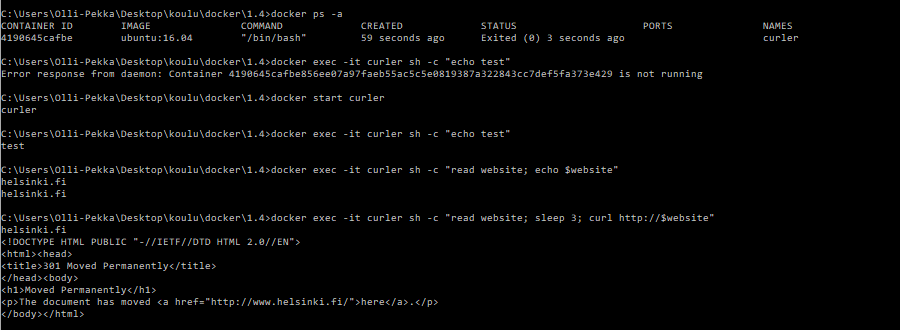 C:\Users\Olli-Pekka\Desktop\koulu\docker\1.4>docker ps -a
CONTAINER ID IMAGE COMMAND CREATED STATUS PORTS NAMES
4190645cafbe ubuntu:16.04 "/bin/bash" 59 seconds ago Exited (0) 3 seconds ago curler
C:\Users\Olli-Pekka\Desktop\koulu\docker\1.4>docker exec -it curler sh -c "echo test"
Error response from daemon: Container 4190645cafbe856ee07a97faeb55ac5c5e0819387a322843cc7def5fa373e429 is not running
C:\Users\Olli-Pekka\Desktop\koulu\docker\1.4>docker start curler
curler
C:\Users\Olli-Pekka\Desktop\koulu\docker\1.4>docker exec -it curler sh -c "echo test"
test
C:\Users\Olli-Pekka\Desktop\koulu\docker\1.4>docker exec -it curler sh -c "read website; echo $website"
helsinki.fi
helsinki.fi
C:\Users\Olli-Pekka\Desktop\koulu\docker\1.4>docker exec -it curler sh -c "read website; sleep 3; curl http://$website"
helsinki.fi
<!DOCTYPE HTML PUBLIC "-//IETF//DTD HTML 2.0//EN">
<html><head>
<title>301 Moved Permanently</title>
</head><body>
<h1>Moved Permanently</h1>
<p>The document has moved <a href="http://www.helsinki.fi/">here</a>.</p>
</body></html>